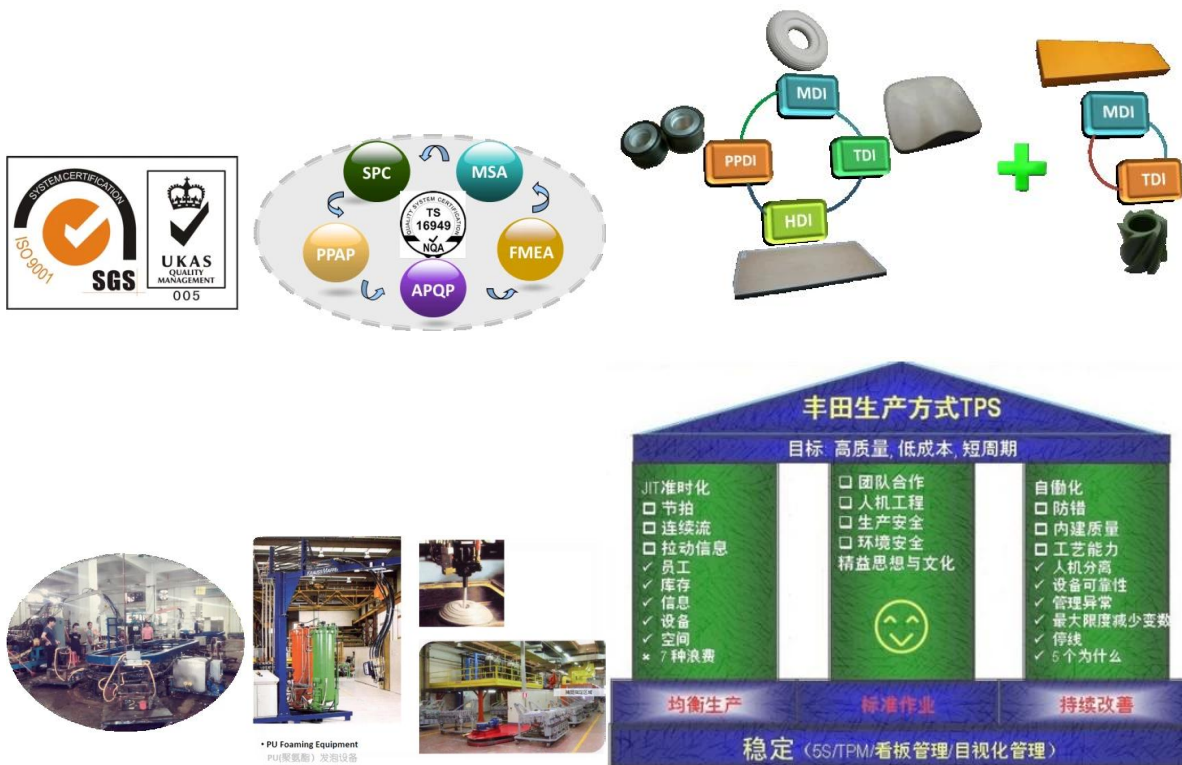 SYSTEM CERTIFICATION
ISO 9001
SGS
UKAS
QUALITY
MANAGEMENT
005
SPC
MSA
PPAP
FMEA
APQP
QUALITY SYSTEM CERTIFICATION
TS
16949
NQA
MDI
PPDI
TDI
HDI
MDI
TDI
• PU Foaming Equipment
PU(聚氨酯）发泡设备
丰田生产方式TPS
目标: 高质量, 低成本, 短周期
JIT准时化
□ 节拍
□ 连续流
□ 拉动信息
✓ 员工
✓ 库存
✓ 信息
✓ 设备
✓ 空间
× 7 种浪费
❑ 团队合作
❑ 人机工程
❑ 生产安全
❑ 环境安全
精益思想与文化
自働化
□ 防错
□ 内建质量
□ 工艺能力
✓ 人机分离
✓ 设备可靠性
✓ 管理异常
✓ 最大限度减少变数
✓ 停线
✓ 5 个为什么
均衡生产
标准作业
持续改善
稳定（5S/TPM/看板管理/目视化管理）